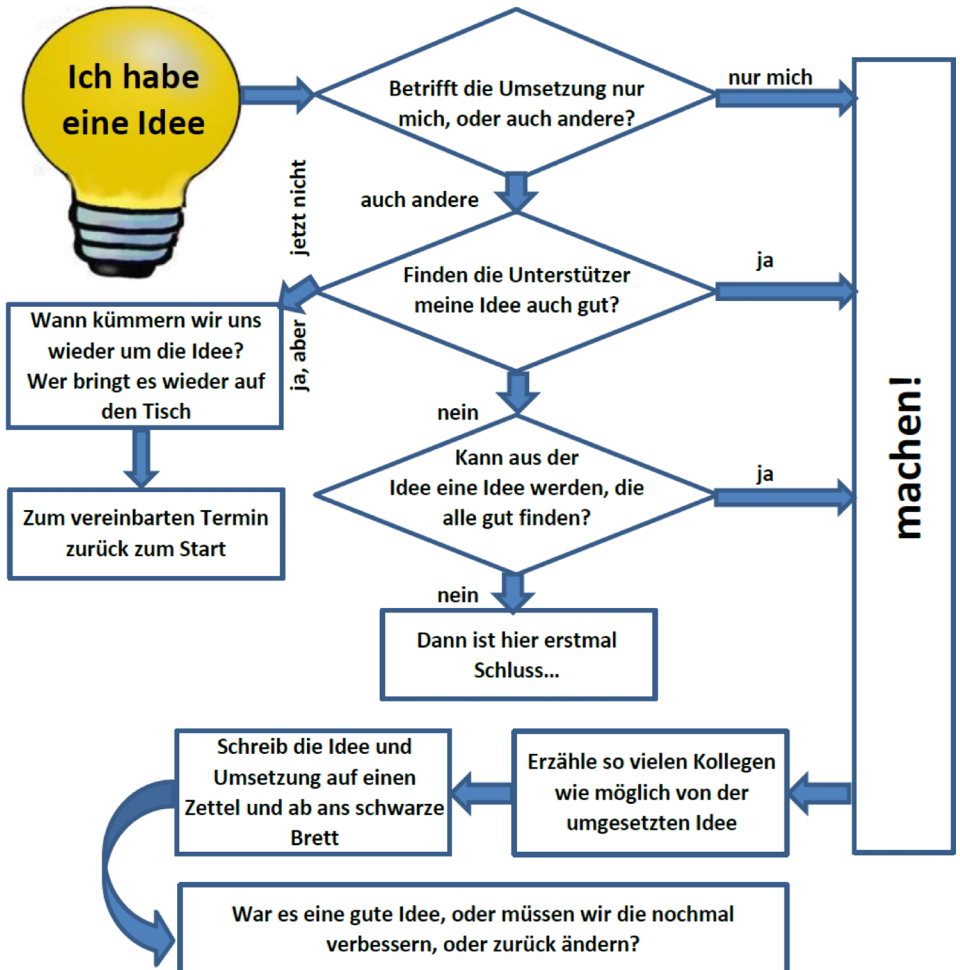 Ich habe
eine Idee
Betrifft die Umsetzung nur
mich, oder auch andere?
nur mich
auch andere
jetzt nicht
ja, aber
Finden die Unterstützer
meine Idee auch gut?
ja
Wann kümmern wir uns
wieder um die Idee?
Wer bringt es wieder auf
den Tisch
nein
Kann aus der
Idee eine Idee werden, die
alle gut finden?
ja
machen!
Zum vereinbarten Termin
zurück zum Start
nein
Dann ist hier erstmal
Schluss...
Erzähle so vielen Kollegen
wie möglich von der
umgesetzten Idee
Schreib die Idee und
Umsetzung auf einen
Zettel und ab ans schwarze
Brett
War es eine gute Idee, oder müssen wir die nochmal
verbessern, oder zurück ändern?